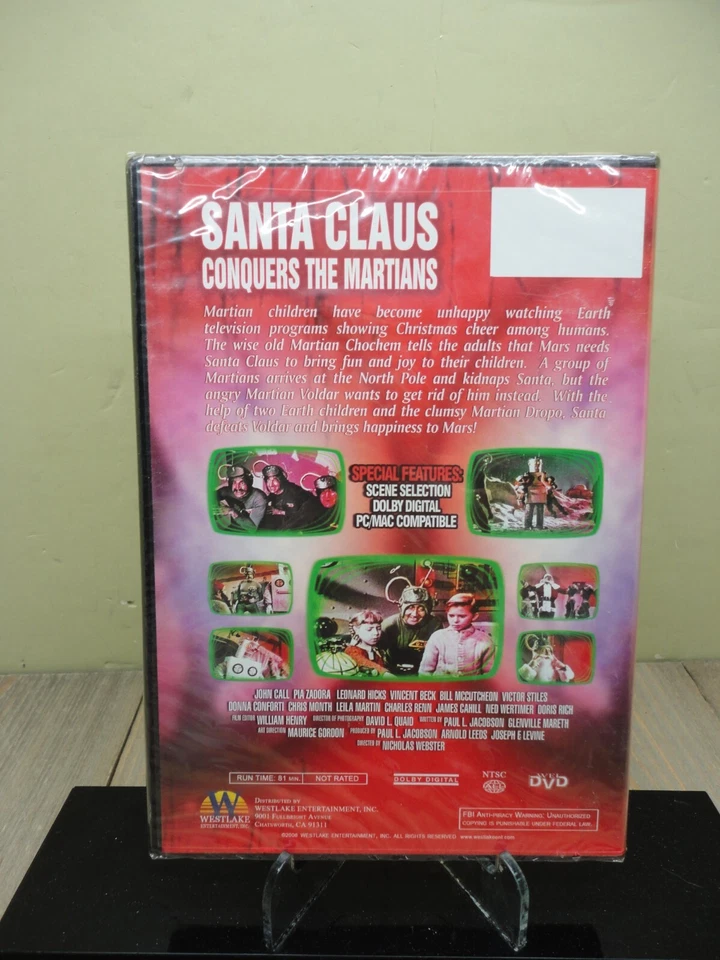 SANTA CLAUS
CONQUERS THE MARTIANS
Martian children have become unhappy watching Earth
television programs showing Christmas cheer among humans.
The wise old Martian Chochem tells the adults that Mars needs
Santa Claus to bring fun and joy to their children. A group of
Martians arrives at the North Pole and kidnaps Santa, but the
angry Martian Voldar wants to get rid of him instead. With the
help of two Earth children and the clumsy Martian Dropo, Santa
defeats Voldar and brings happiness to Mars!
SPECIAL FEATURES:
SCENE SELECTION
DOLBY DIGITAL
PC/MAC COMPATIBLE
JOHN CALL PIA ZADORA LEONARD HICKS VINCENT BECK BILL MCCUTCHEON VICTOR STILES
DONNA CONFORTI CHRIS MONTH LEILA MARTIN CHARLES RENN JAMES CAHILL NED WERTIMER DORIS RICH
FILM EDITOR WILLIAM HENRY DIRECTOR OF PHOTOGRAPHY DAVID L. QUAID WRITTEN BY PAUL L. JACOBSON GLENVILLE MARETH
ART DIRECTION MAURICE GORDON PRODUCED BY PAUL L. JACOBSON ARNOLD LEEDS JOSEPH E LEVINE
DIRECTED BY NICHOLAS WEBSTER
RUN TIME: 81 MIN. NOT RATED DOLBY DIGITAL NTSC ALL DVD
WESTLAKE
ENTERTAINMENT, INC.
DISTRIBUTED BY
WESTLAKE ENTERTAINMENT, INC.
9001 FULLBRIGHT AVENUE
CHATSWORTH, CA 91311
FBI ANTI-PIRACY WARNING: UNAUTHORIZED
COPYING IS PUNISHABLE UNDER FEDERAL LAW.
WESTLAKE ENTERTAINMENT, INC. ALL RIGHTS RESERVED